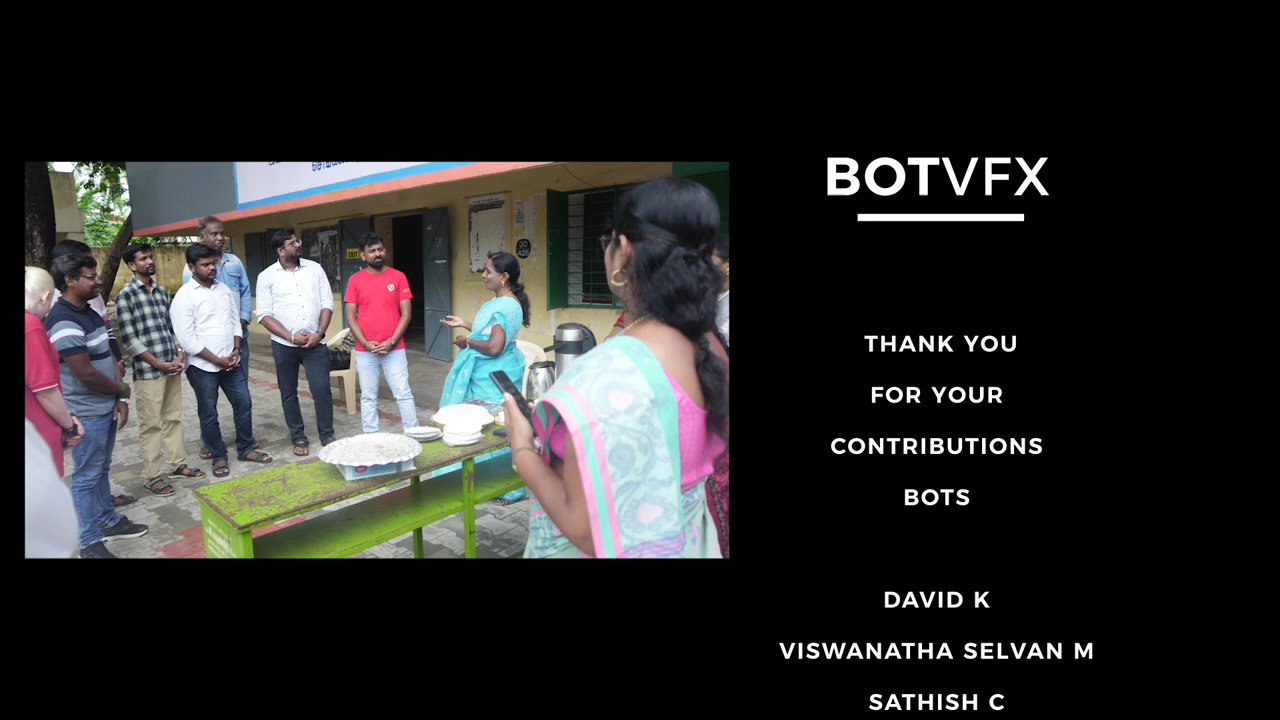 BOTVFX
THANK YOU
FOR YOUR
CONTRIBUTIONS
BOTS
DAVID K
VISWANATHA SELVAN M
SATHISH C